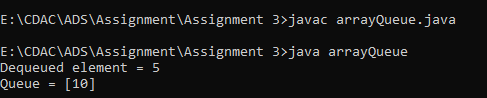 E:\CDAC\ADS\Assignment\Assignment 3>javac arrayQueue.java
E:\CDAC\ADS\Assignment\Assignment 3>java arrayQueue
Dequeued element = 5
Queue = [10]